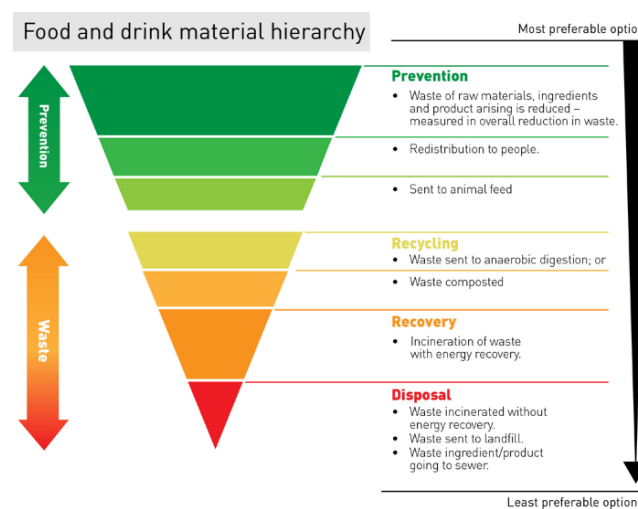 Food and drink material hierarchy
Most preferable optio
Prevention
Prevention
• Waste of raw materials, ingredients
and product arising is reduced –
measured in overall reduction in waste.
• Redistribution to people.
• Sent to animal feed
Waste
Recycling
• Waste sent to anaerobic digestion; or
• Waste composted
Recovery
• Incineration of waste
with energy recovery.
Disposal
• Waste incinerated without
energy recovery.
• Waste sent to landfill.
• Waste ingredient/product
going to sewer.
Least preferable option